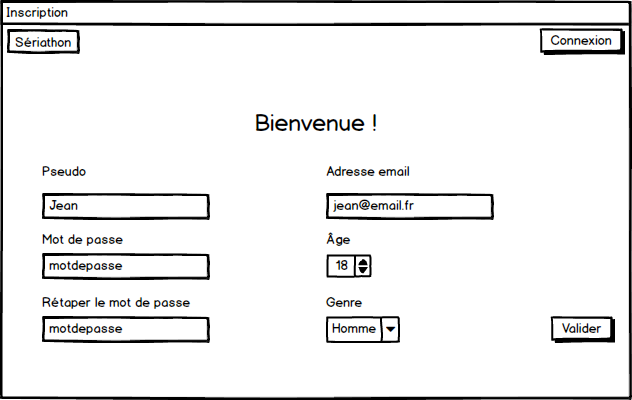 Inscription
Sériathon
Connexion
Bienvenue !
Pseudo
Adresse email
Jean
jean@email.fr
Mot de passe
Âge
motdepasse
18
Rétaper le mot de passe
Genre
motdepasse
Homme
Valider